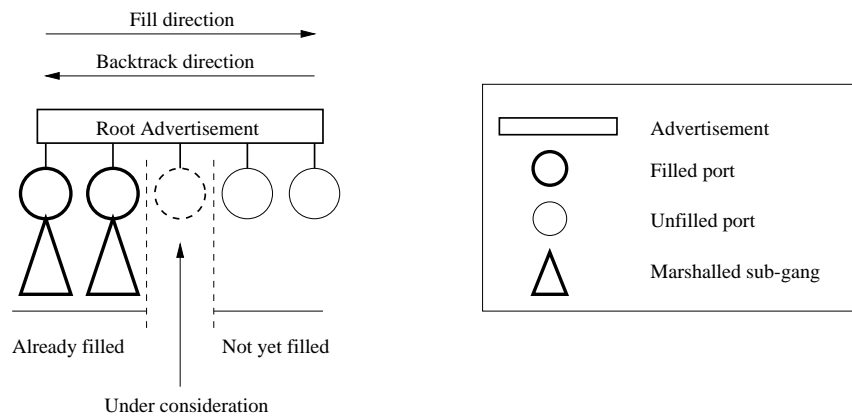 Fill direction
Backtrack direction
Root Advertisement
Already filled
Not yet filled
Under consideration
Advertisement
Filled port
Unfilled port
Marshalled sub-gang